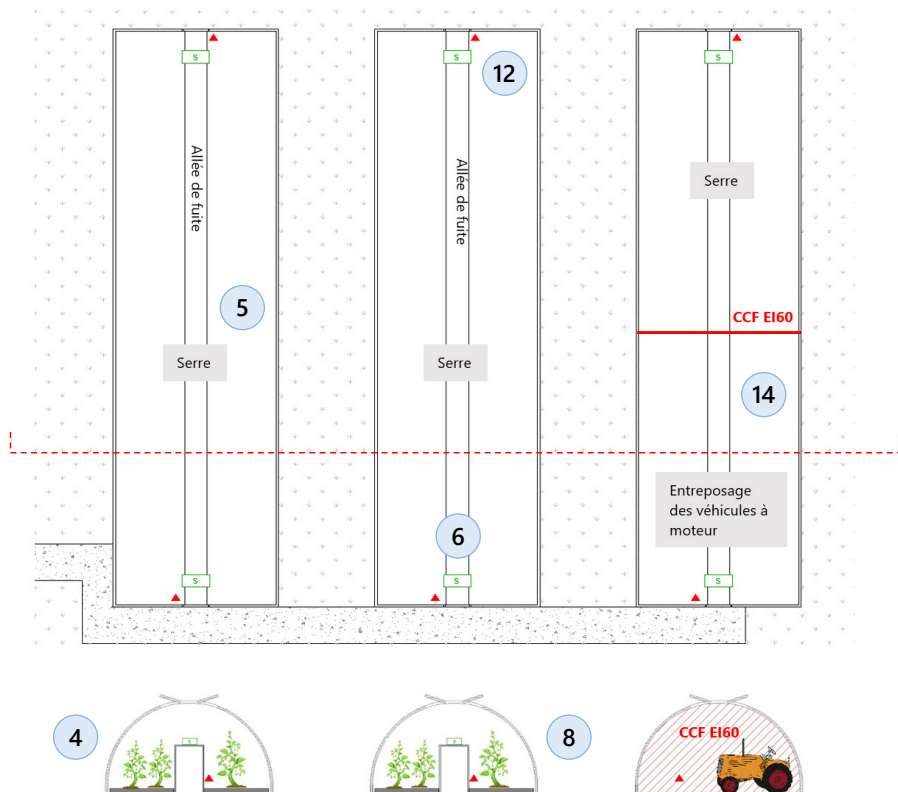 S
S
S
12
Allée de fuite
Allée de fuite
Serre
5
CCF EI60
Serre
Serre
14
Entreposage
des véhicules à
moteur
6
S
S
S
4
S
S
8
CCF EI60